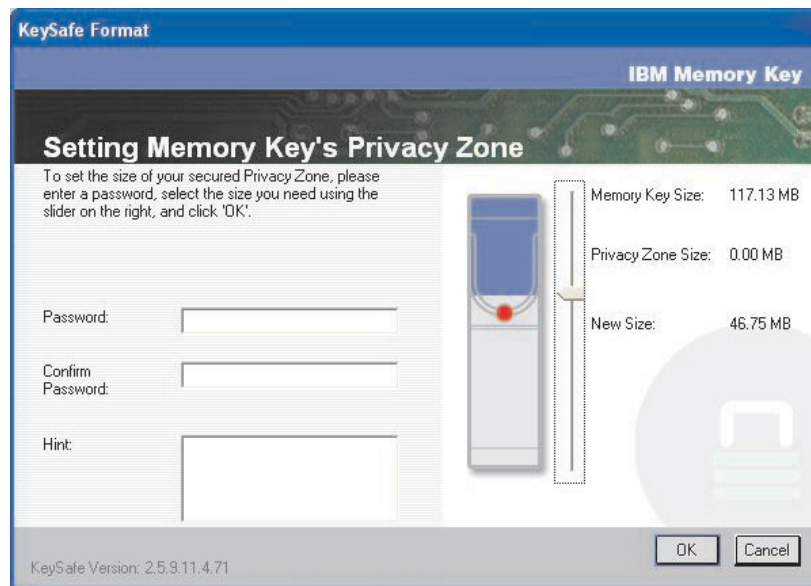 KeySafe Format
IBM Memory Key
Setting Memory Key's Privacy Zone
To set the size of your secured Privacy Zone, please
enter a password, select the size you need using the
slider on the right, and click 'OK'.
Memory Key Size: 117.13 MB
Privacy Zone Size: 0.00 MB
New Size: 46.75 MB
Password:
Confirm
Password:
Hint:
OK
Cancel
KeySafe Version: 2.5.9.11.4.71